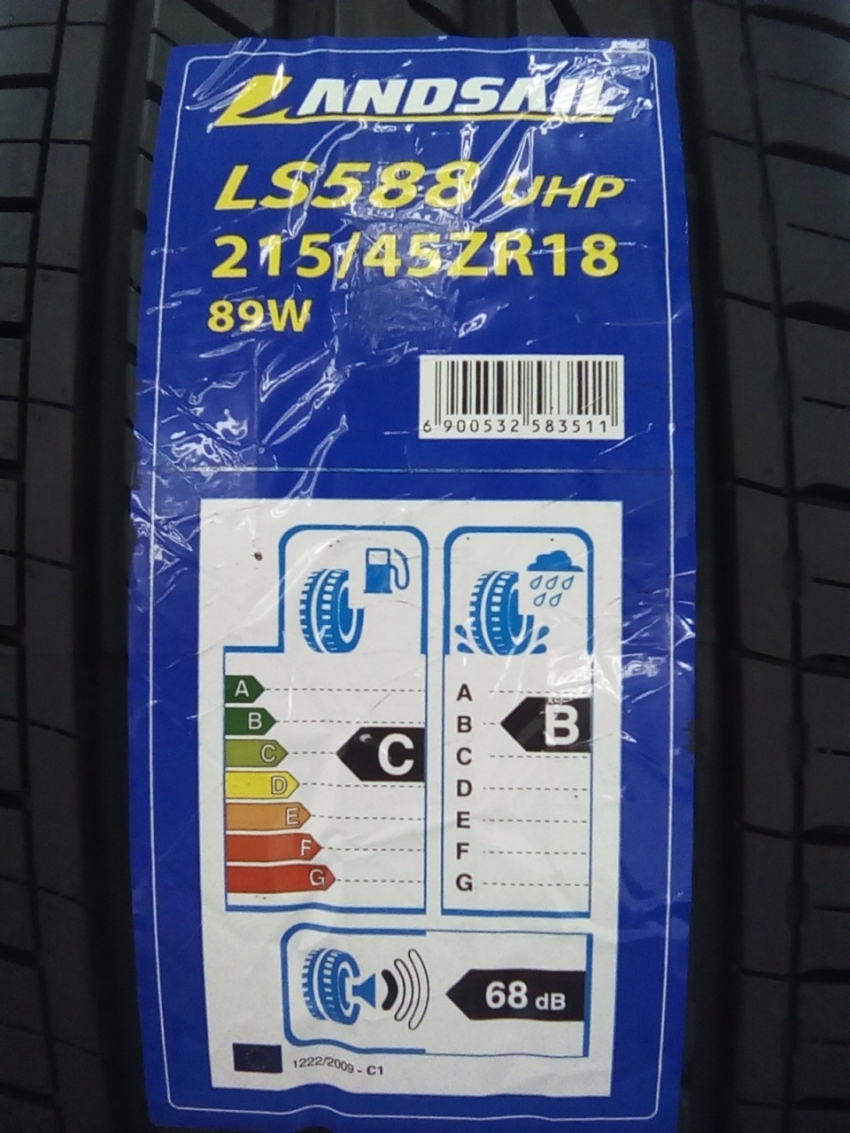 LANDSAIL
LS588 UHP
215/45ZR18
89W
6 900532 583511
A
B
C
D
E
F
G
C
A
B
C
D
E
F
G
B
68 dB
1222/2009 - C1